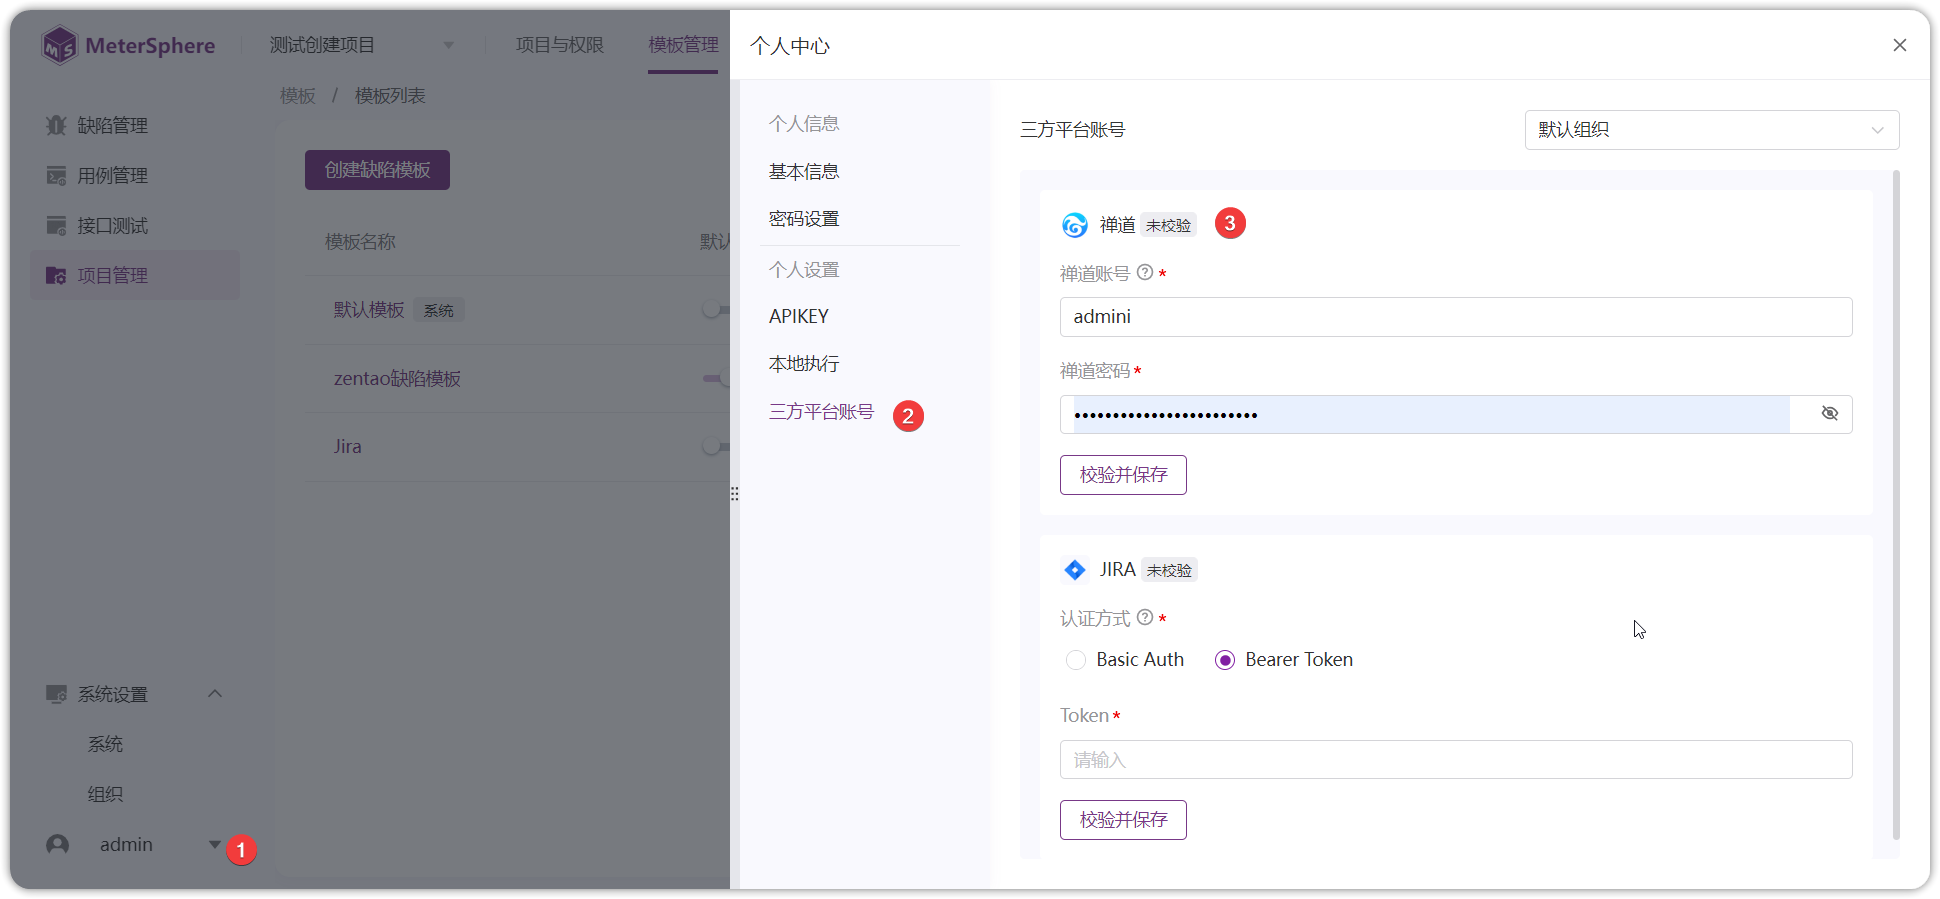 MeterSphere
测试创建项目
项目与权限
模板管理
模板 / 模板列表
缺陷管理
用例管理
接口测试
项目管理
创建缺陷模板
模板名称
默认
默认模板 系统
zentao缺陷模板
Jira
系统设置
系统
组织
admin
1
个人中心
个人信息
基本信息
密码设置
个人设置
APIKEY
本地执行
三方平台账号 2
三方平台账号
默认组织
禅道 未校验 3
禅道账号 ? *
admini
禅道密码 *
校验并保存
JIRA 未校验
认证方式 ? *
Basic Auth Bearer Token
Token *
请输入
校验并保存